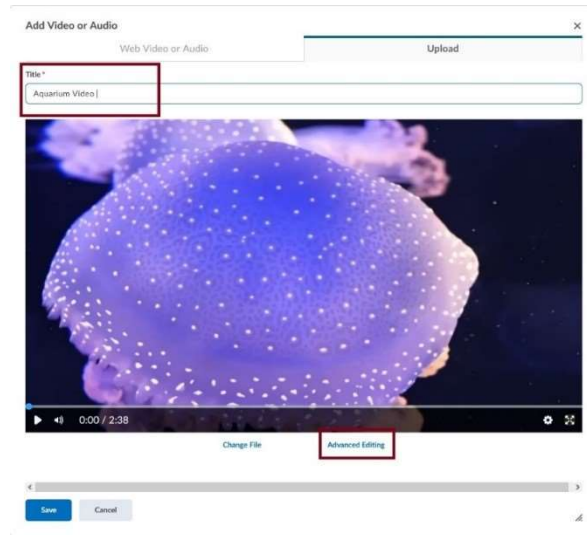 Add Video or Audio ×
Web Video or Audio Upload
Title *
Aquarium Video
0:00 / 2:38
Change File Advanced Editing
Save Cancel